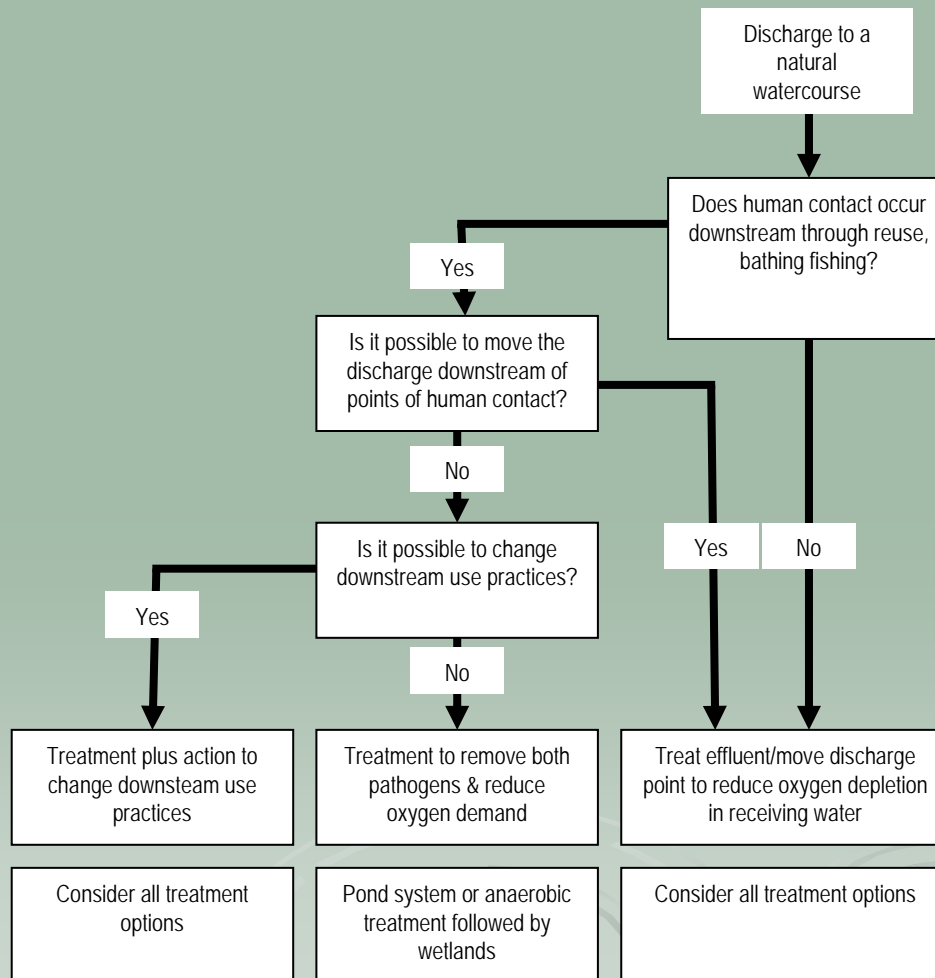 Discharge to a
natural
watercourse
Does human contact occur
downstream through reuse,
bathing fishing?
Yes
Is it possible to move the
discharge downstream of
points of human contact?
No
Yes
No
Is it possible to change
downstream use practices?
Yes
No
Treatment plus action to
change downsteam use
practices
Treatment to remove both
pathogens & reduce
oxygen demand
Treat effluent/move discharge
point to reduce oxygen depletion
in receiving water
Consider all treatment
options
Pond system or anaerobic
treatment followed by
wetlands
Consider all treatment options